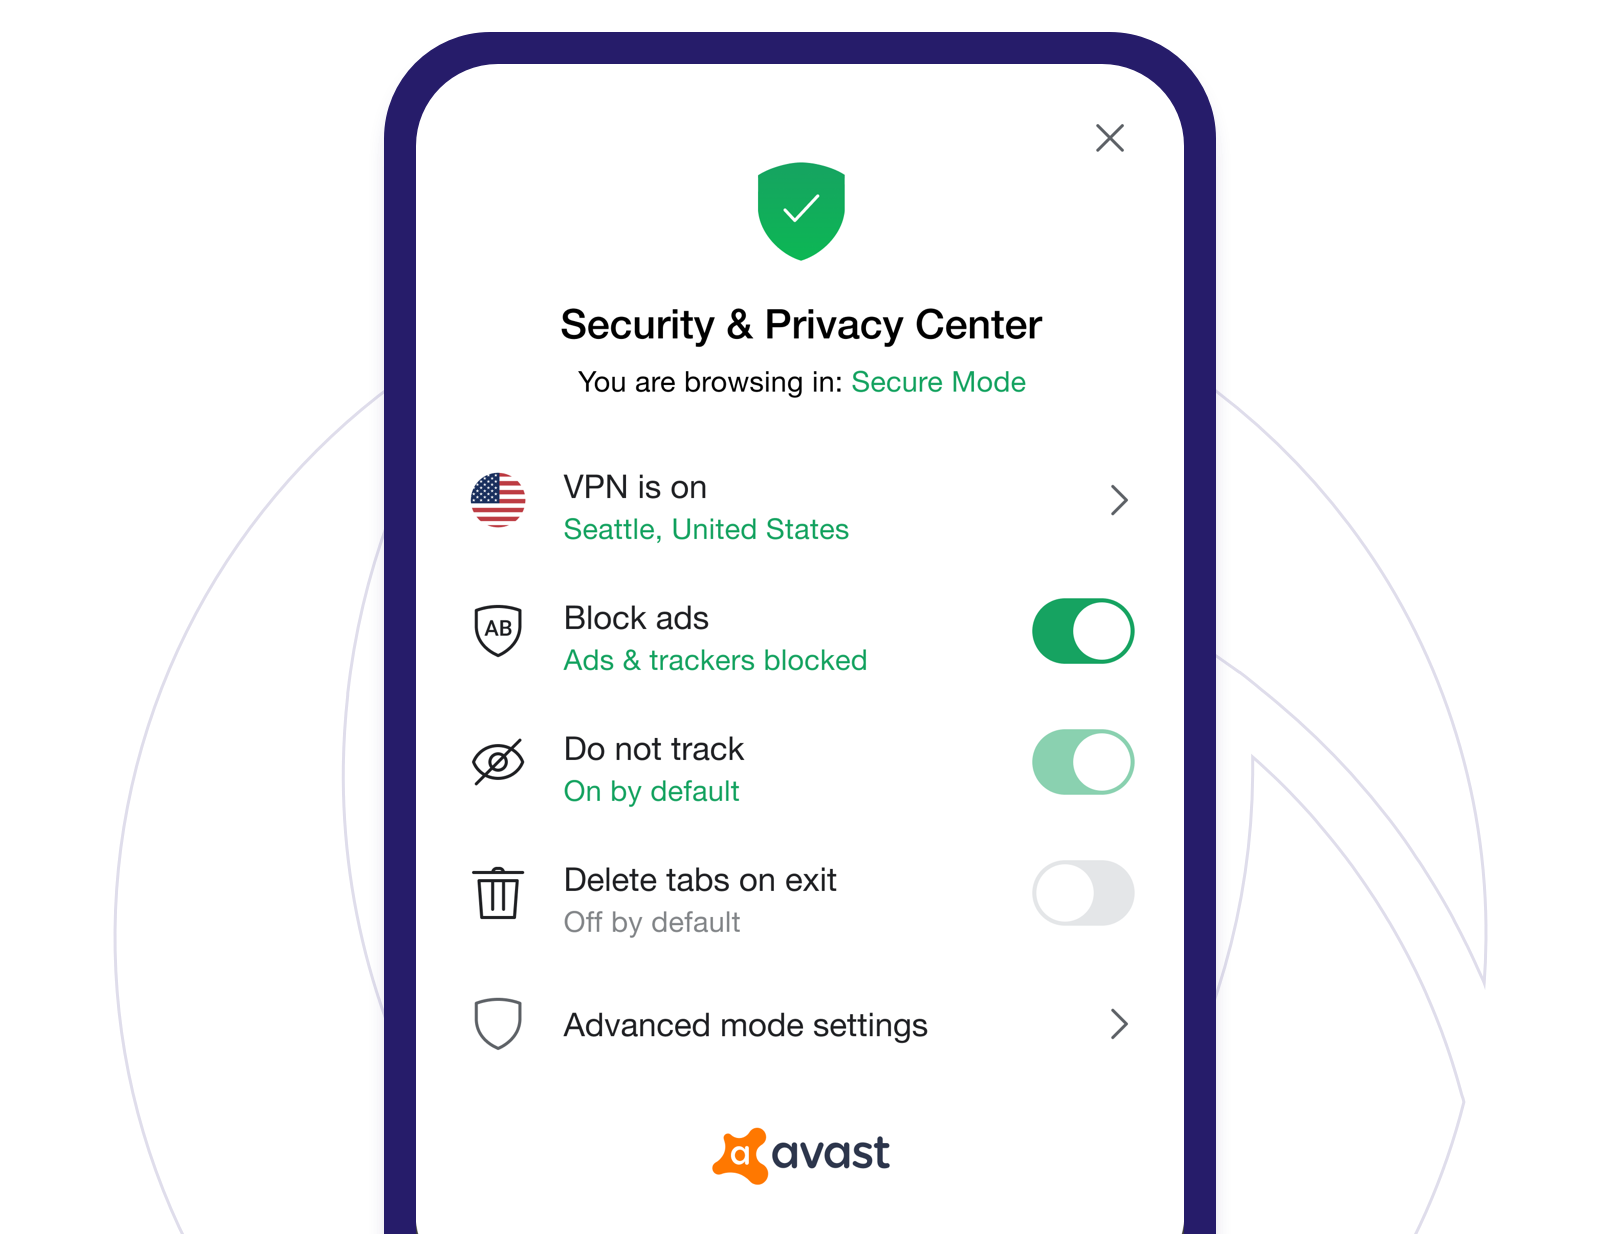 Security & Privacy Center
You are browsing in: Secure Mode
VPN is on
Seattle, United States
AB
Block ads
Ads & trackers blocked
Do not track
On by default
Delete tabs on exit
Off by default
Advanced mode settings
a avast